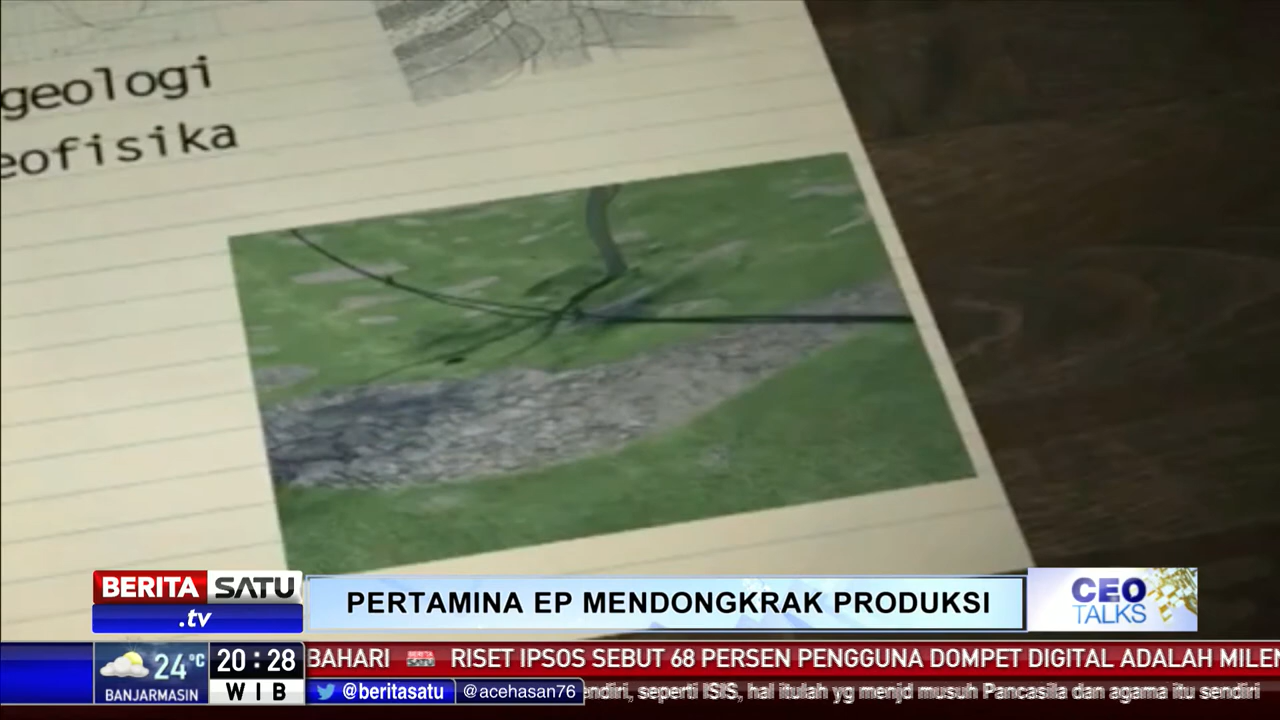 geologi
eofisika
BERITA SATU
.tv
PERTAMINA EP MENDONGKRAK PRODUKSI
CEO
TALKS
24°C
BANJARMASIN
20:28
WIB
BAHARI BERITA SATU RISET IPSOS SEBUT 68 PERSEN PENGGUNA DOMPET DIGITAL ADALAH MILEN
@beritasatu
@acehasan76
endiri, seperti ISIS, hal itulah yg menjd musuh Pancasila dan agama itu sendiri